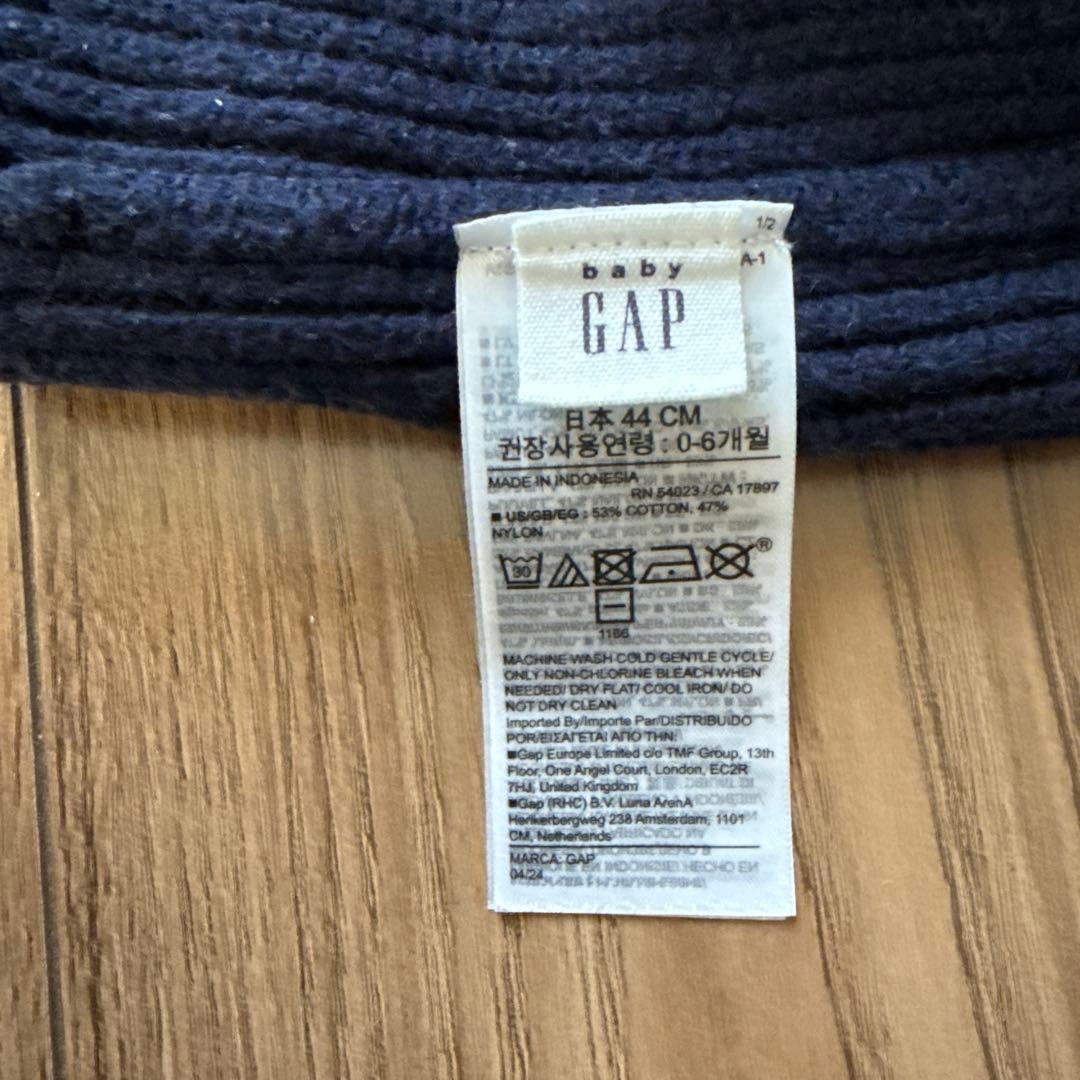 1/2
A-1
baby
GAP
日本 44 CM
권장사용연령 : 0-6개월
MADE IN INDONESIA
RN 54023 / CA 17897
■ US/GB/EG : 53% COTTON, 47%
NYLON
30
®
1186
MACHINE WASH COLD GENTLE CYCLE/
ONLY NON-CHLORINE BLEACH WHEN
NEEDED/ DRY FLAT/ COOL IRON/ DO
NOT DRY CLEAN
Imported By/Importe Par/DISTRIBUÍDO
POR/ΕΙΣΑΓΕΤΑΙ ΑΠΟ ΤΗΝ:
■Gap Europe Limited c/o TMF Group, 13th
Floor, One Angel Court, London, EC2R
7HJ, United Kingdom
■Gap (RHC) B.V. Luna ArenA
Herikerbergweg 238 Amsterdam, 1101
CM, Netherlands
MARCA: GAP
04/24